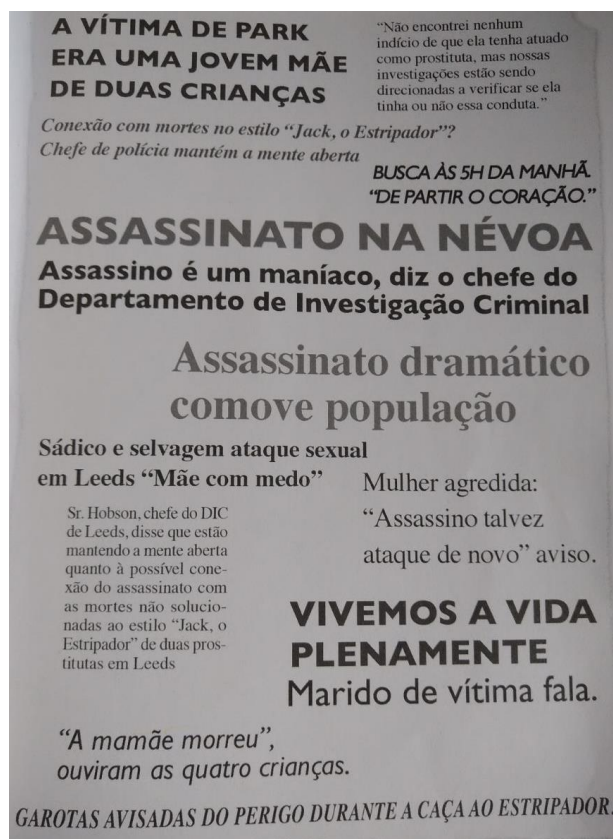 A VÍTIMA DE PARK
ERA UMA JOVEM MÃE
DE DUAS CRIANÇAS
“Não encontrei nenhum
indício de que ela tenha atuado
como prostituta, mas nossas
investigações estão sendo
direcionadas a verificar se ela
tinha ou não essa conduta.”
Conexão com mortes no estilo “Jack, o Estripador”?
Chefe de polícia mantém a mente aberta
BUSCA ÀS 5H DA MANHÃ.
“DE PARTIR O CORAÇÃO.”
ASSASSINATO NA NÉVOA
Assassino é um maníaco, diz o chefe do
Departamento de Investigação Criminal
Assassinato dramático
comove população
Sádico e selvagem ataque sexual
em Leeds “Mãe com medo”
Sr. Hobson, chefe do DIC
de Leeds, disse que estão
mantendo a mente aberta
quanto à possível cone-
xão do assassinato com
as mortes não solucio-
nadas ao estilo “Jack, o
Estripador” de duas pros-
titutas em Leeds
Mulher agredida:
“Assassino talvez
ataque de novo” aviso.
VIVEMOS A VIDA
PLENAMENTE
Marido de vítima fala.
“A mamãe morreu”,
ouviram as quatro crianças.
GAROTAS AVISADAS DO PERIGO DURANTE A CAÇA AO ESTRIPADOR.